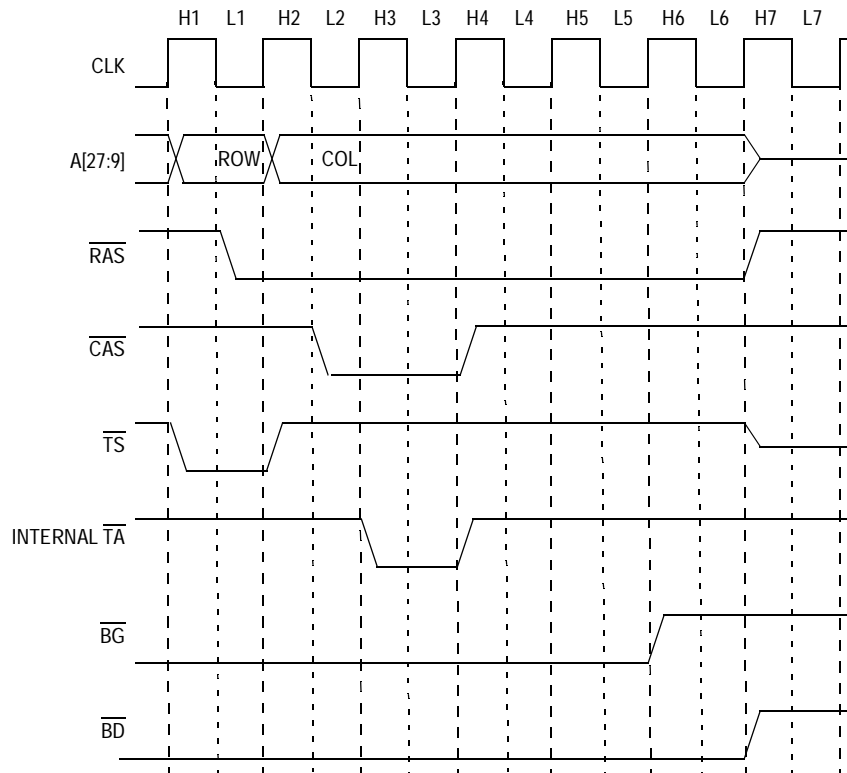 H1 L1 H2 L2 H3 L3 H4 L4 H5 L5 H6 L6 H7 L7
CLK
A[27:9]
ROW
COL
RAS
CAS
TS
INTERNAL TA
BG
BD